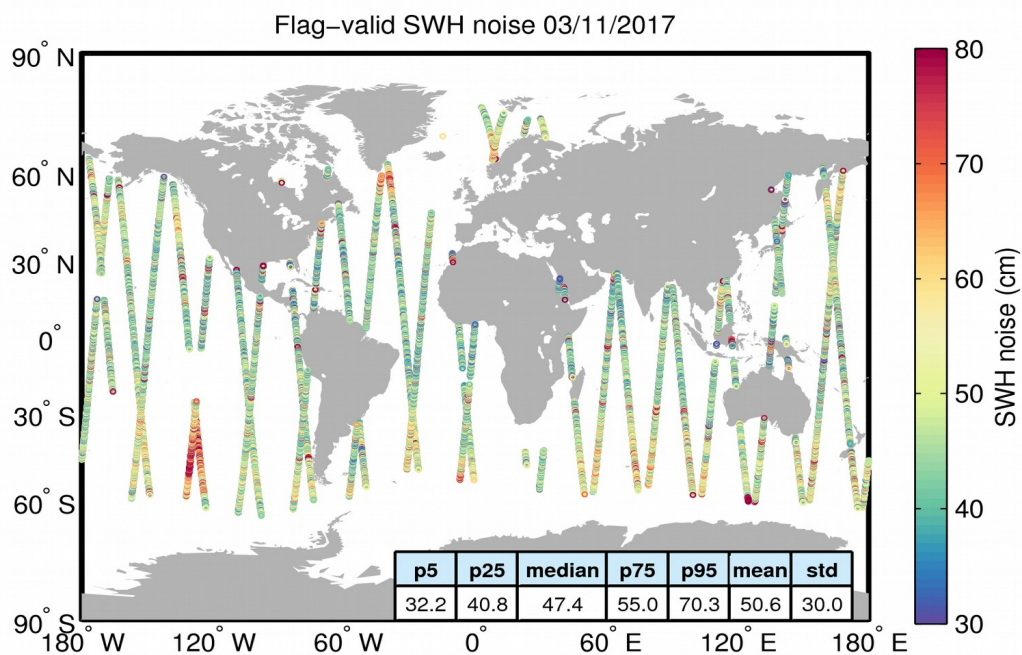 Flag−valid SWH noise 03/11/2017
90° N
60° N
30° N
0°
30° S
60° S
90° S
180° W
120° W
60° W
0°
60° E
120° E
180° E
80
70
60
50
40
30
SWH noise (cm)
p5 p25 median p75 p95 mean std
32.2 40.8 47.4 55.0 70.3 50.6 30.0